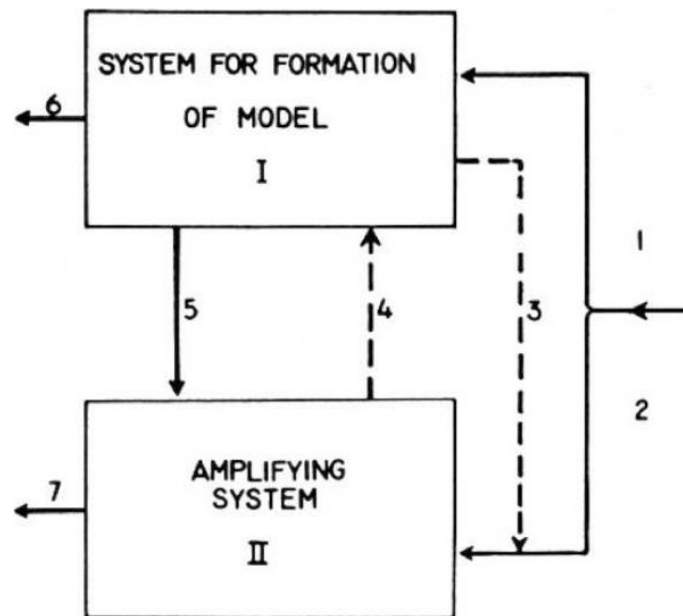 SYSTEM FOR FORMATION
OF MODEL
I
6
1
5
4
3
2
AMPLIFYING
SYSTEM
II
7